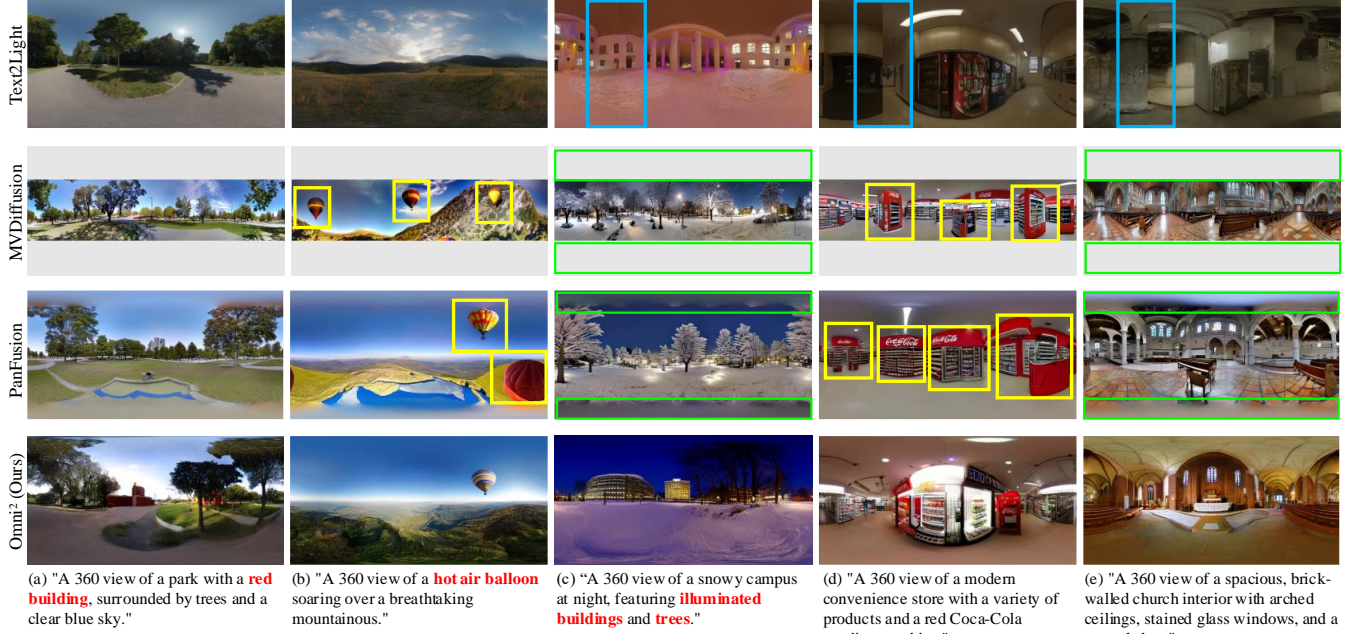 Text2Light
MVDiffusion
PanFusion
Omni² (Ours)
(a) "A 360 view of a park with a red
building, surrounded by trees and a
clear blue sky."
(b) "A 360 view of a hot air balloon
soaring over a breathtaking
mountainous."
(c) “A 360 view of a snowy campus
at night, featuring illuminated
buildings and trees."
(d) "A 360 view of a modern
convenience store with a variety of
products and a red Coca-Cola
(e) "A 360 view of a spacious, brick-
walled church interior with arched
ceilings, stained glass windows, and a